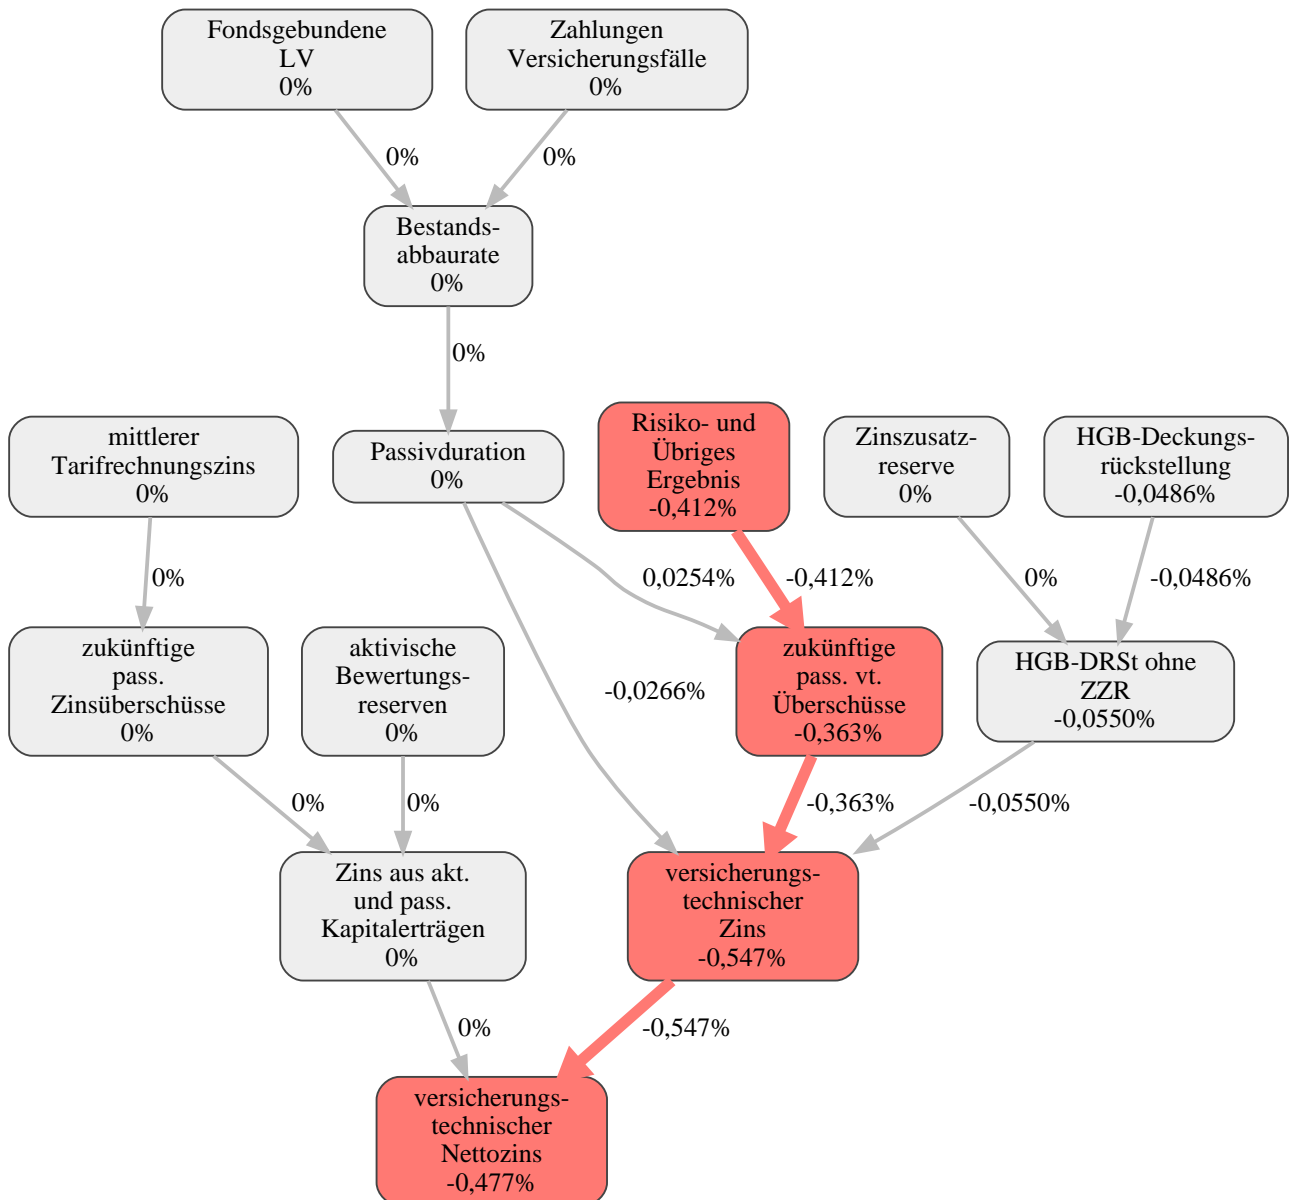 Fondsgebundene
LV
0%
Zahlungen
Versicherungsfälle
0%
0%
0%
Bestands-
abbaurate
0%
0%
mittlerer
Tarifrechnungszins
0%
Passivduration
0%
Risiko- und
Übriges
Ergebnis
-0,412%
Zinszusatz-
reserve
0%
HGB-Deckungs-
rückstellung
-0,0486%
0%
0,0254%
-0,412%
0%
-0,0486%
zukünftige
pass.
Zinsüberschüsse
0%
aktivische
Bewertungs-
reserven
0%
-0,0266%
zukünftige
pass. vt.
Überschüsse
-0,363%
HGB-DRSt ohne
ZZR
-0,0550%
0%
0%
-0,363%
-0,0550%
Zins aus akt.
und pass.
Kapitalerträgen
0%
versicherungs-
technischer
Zins
-0,547%
0%
-0,547%
versicherungs-
technischer
Nettozins
-0,477%